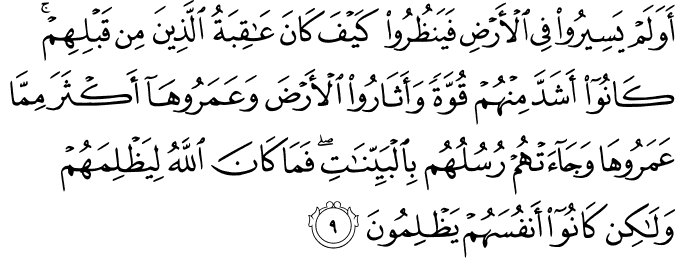 أَوَلَمْ يَسِيرُوا۟ فِى ٱلْأَرْضِ فَيَنظُرُوا۟ كَيْفَ كَانَ عَـٰقِبَةُ ٱلَّذِينَ مِن قَبْلِهِمْ ۚ
كَانُوٓا۟ أَشَدَّ مِنْهُمْ قُوَّةً وَأَثَارُوا۟ ٱلْأَرْضَ وَعَمَرُوهَآ أَكْثَرَ مِمَّا
عَمَرُوهَا وَجَآءَتْهُمْ رُسُلُهُم بِٱلْبَيِّنَـٰتِ ۖ فَمَا كَانَ ٱللَّهُ لِيَظْلِمَهُمْ
وَلَـٰكِن كَانُوٓا۟ أَنفُسَهُمْ يَظْلِمُونَ ٩